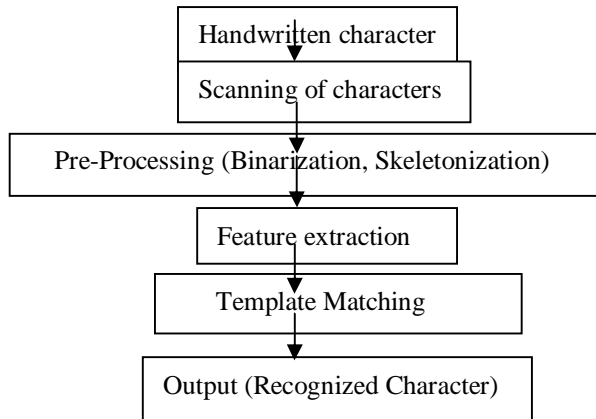 Handwritten character
Scanning of characters
Pre-Processing (Binarization, Skeletonization)
Feature extraction
Template Matching
Output (Recognized Character)